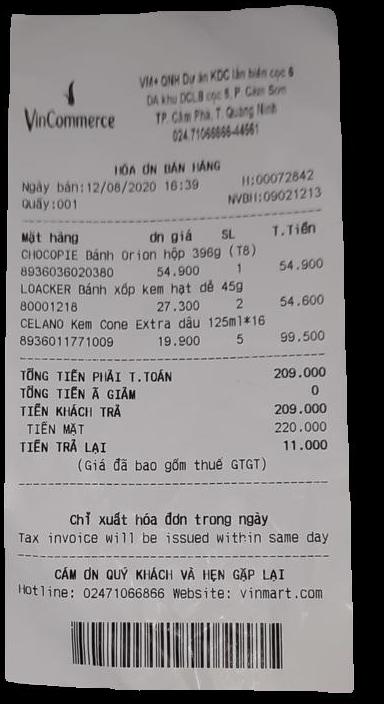 VinCommerce
VM+ QNH Dự án KDC lấn biển cọc 6
DA khu DCLB cọc 6, P. Cẩm Sơn
TP. Cẩm Phả, T. Quảng Ninh
024.71066866-44561
HÓA ƠN BÁN HÀNG
Ngày bán:12/08/2020 16:39 H:00072842
Quầy:001 NVBH:09021213
Mặt hàng ơn giá SL T.Tiền
CHOCOPIE Bánh Orion hộp 396g (T8)
8936036020380 54.900 1 54.900
LOACKER Bánh xốp kem hạt dẻ 45g
80001218 27.300 2 54.600
CELANO Kem Cone Extra dâu 125ml*16
8936011771009 19.900 5 99.500
TỔNG TIỀN PHẢI T.TOÁN 209.000
TỔNG TIỀN Ã GIẢM 0
TIỀN KHÁCH TRẢ 209.000
TIỀN MẶT 220.000
TIỀN TRẢ LẠI 11.000
(Giá đã bao gồm thuế GTGT)
Chỉ xuất hóa đơn trong ngày
Tax invoice will be issued within same day
CÁM ƠN QUÝ KHÁCH VÀ HẸN GẶP LẠI
Hotline: 02471066866 Website: vinmart.com